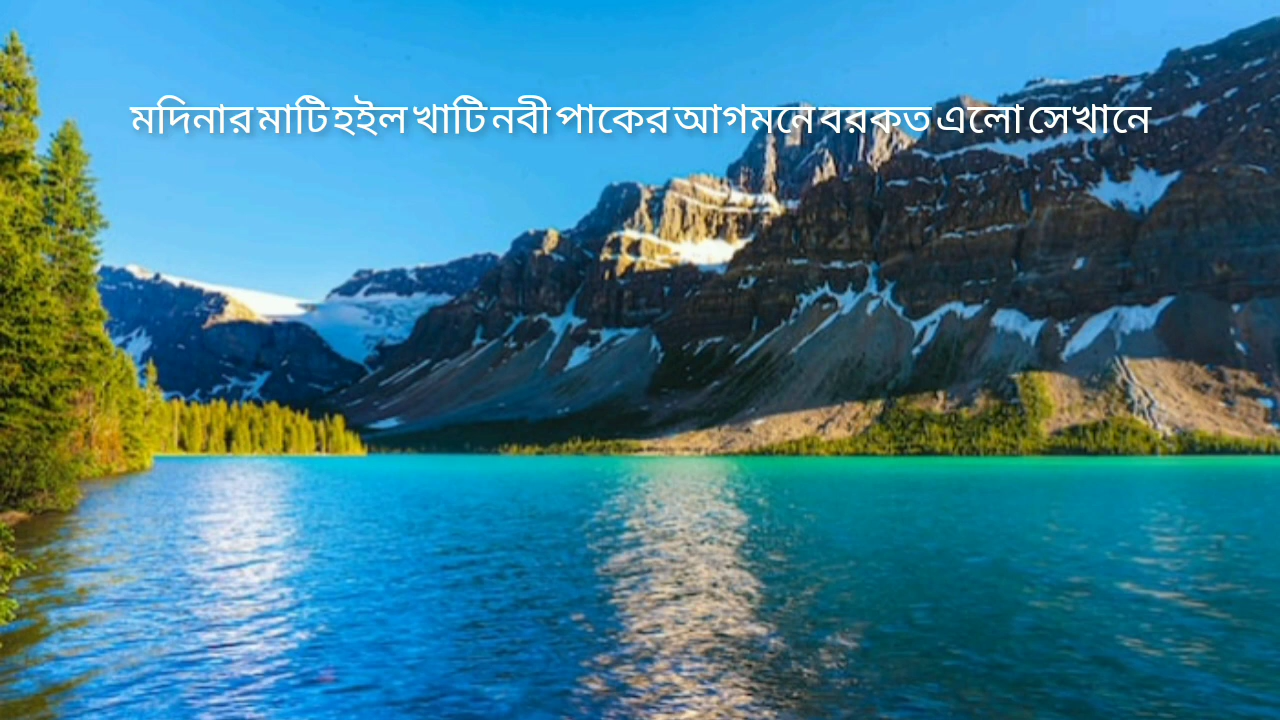 মদিনার মাটি হইল খাটি নবী পাকের আগমনে বরকত এলো সেখানে